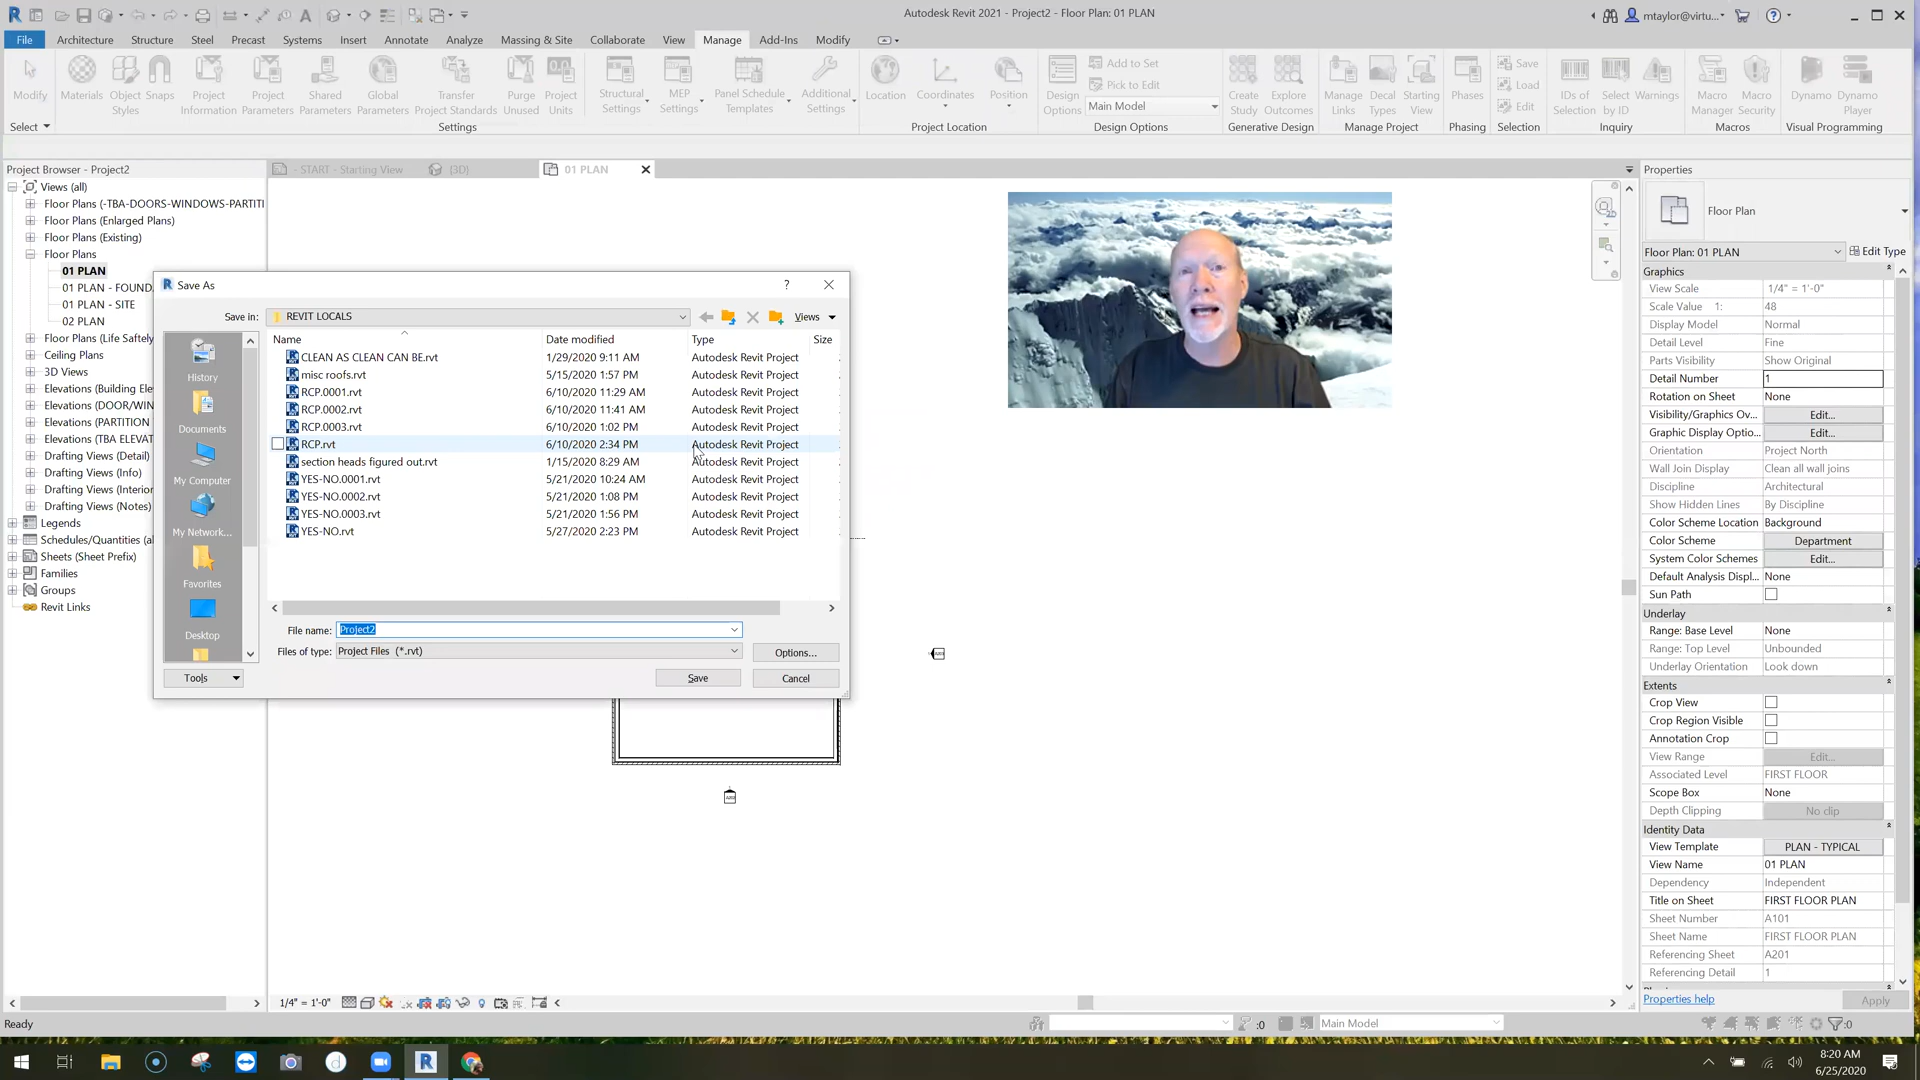 Autodesk Revit 2021 - Project2 - Floor Plan: 01 PLAN
mtaylor@virtu...
File Architecture Structure Steel Precast Systems Insert Annotate Analyze Massing & Site Collaborate View Manage Add-Ins Modify
Modify
Materials
Object Styles
Snaps
Project Information
Project Parameters
Shared Parameters
Global Parameters
Transfer Project Standards
Purge Unused
Project Units
Structural Settings
MEP Settings
Panel Schedule Templates
Additional Settings
Location
Coordinates
Position
Design Options
Add to Set
Pick to Edit
Main Model
Create Study
Explore Outcomes
Manage Links
Decal Types
Starting View
Phases
Save
Load
Edit
IDs of Selection
Select by ID
Warnings
Macro Manager
Macro Security
Dynamo
Dynamo Player
Select
Settings
Project Location
Design Options
Generative Design
Manage Project
Phasing
Selection
Inquiry
Macros
Visual Programming
Project Browser - Project2
Views (all)
Floor Plans (-TBA-DOORS-WINDOWS-PARTITI
Floor Plans (Enlarged Plans)
Floor Plans (Existing)
Floor Plans
01 PLAN
01 PLAN - FOUND
01 PLAN - SITE
02 PLAN
Floor Plans (Life Saftely
Ceiling Plans
3D Views
Elevations (Building Ele
Elevations (DOOR/WIN
Elevations (PARTITION
Elevations (TBA ELEVAT
Drafting Views (Detail)
Drafting Views (Info)
Drafting Views (Interior
Drafting Views (Notes)
Legends
Schedules/Quantities (al
Sheets (Sheet Prefix)
Families
Groups
Revit Links
- START - Starting View
{3D}
01 PLAN
Save As
Save in: REVIT LOCALS
Views
Name Date modified Type Size
CLEAN AS CLEAN CAN BE.rvt 1/29/2020 9:11 AM Autodesk Revit Project
misc roofs.rvt 5/15/2020 1:57 PM Autodesk Revit Project
RCP.0001.rvt 6/10/2020 11:29 AM Autodesk Revit Project
RCP.0002.rvt 6/10/2020 11:41 AM Autodesk Revit Project
RCP.0003.rvt 6/10/2020 1:02 PM Autodesk Revit Project
RCP.rvt 6/10/2020 2:34 PM Autodesk Revit Project
section heads figured out.rvt 1/15/2020 8:29 AM Autodesk Revit Project
YES-NO.0001.rvt 5/21/2020 10:24 AM Autodesk Revit Project
YES-NO.0002.rvt 5/21/2020 1:08 PM Autodesk Revit Project
YES-NO.0003.rvt 5/21/2020 1:56 PM Autodesk Revit Project
YES-NO.rvt 5/27/2020 2:23 PM Autodesk Revit Project
History
Documents
My Computer
My Network...
Favorites
Desktop
File name: Project2
Files of type: Project Files (*.rvt)
Options...
Tools
Save
Cancel
Properties
Floor Plan
Floor Plan: 01 PLAN Edit Type
Graphics
View Scale 1/4" = 1'-0"
Scale Value 1: 48
Display Model Normal
Detail Level Fine
Parts Visibility Show Original
Detail Number 1
Rotation on Sheet None
Visibility/Graphics Ov... Edit...
Graphic Display Optio... Edit...
Orientation Project North
Wall Join Display Clean all wall joins
Discipline Architectural
Show Hidden Lines By Discipline
Color Scheme Location Background
Color Scheme Department
System Color Schemes Edit...
Default Analysis Displ... None
Sun Path
Underlay
Range: Base Level None
Range: Top Level Unbounded
Underlay Orientation Look down
Extents
Crop View
Crop Region Visible
Annotation Crop
View Range Edit...
Associated Level FIRST FLOOR
Scope Box None
Depth Clipping No clip
Identity Data
View Template PLAN - TYPICAL
View Name 01 PLAN
Dependency Independent
Title on Sheet FIRST FLOOR PLAN
Sheet Number A101
Sheet Name FIRST FLOOR PLAN
Referencing Sheet A201
Referencing Detail 1
Properties help
Apply
1/4" = 1'-0"
Ready
:0
Main Model
:0
8:20 AM
6/25/2020